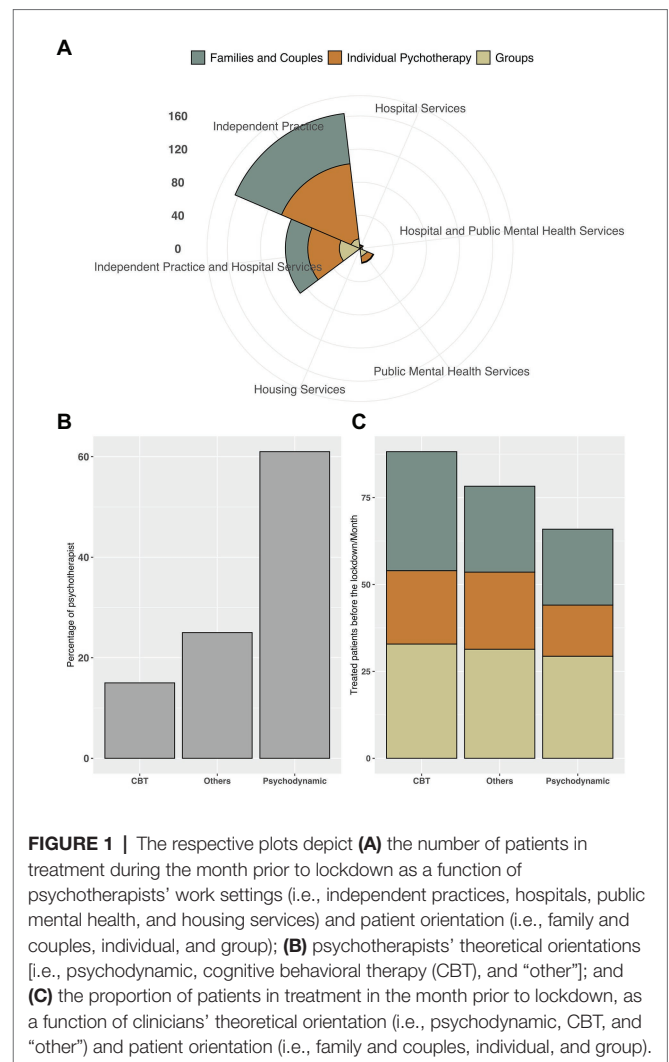 A
Families and Couples Individual Pychotherapy Groups
160
120
80
40
0
Independent Practice
Hospital Services
Hospital and Public Mental Health Services
Independent Practice and Hospital Services
Public Mental Health Services
Housing Services
B
Percentage of psychotherapist
60
40
20
0
CBT Others Psychodynamic
C
Treated patients before the lockdown/Month
75
50
25
0
CBT Others Psychodynamic
FIGURE 1 | The respective plots depict (A) the number of patients in
treatment during the month prior to lockdown as a function of
psychotherapists’ work settings (i.e., independent practices, hospitals, public
mental health, and housing services) and patient orientation (i.e., family and
couples, individual, and group); (B) psychotherapists’ theoretical orientations
[i.e., psychodynamic, cognitive behavioral therapy (CBT), and “other”]; and
(C) the proportion of patients in treatment in the month prior to lockdown, as
a function of clinicians’ theoretical orientation (i.e., psychodynamic, CBT, and
“other”) and patient orientation (i.e., family and couples, individual, and group).